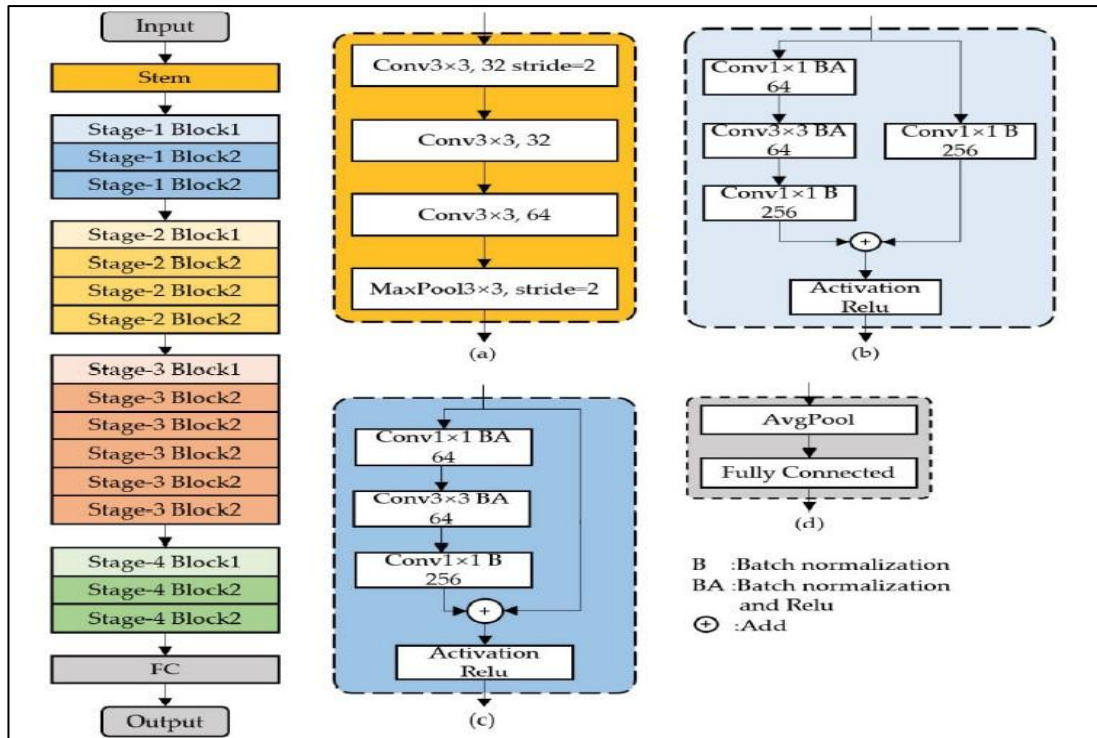 Input
Stem
Stage-1 Block1
Stage-1 Block2
Stage-1 Block2
Stage-2 Block1
Stage-2 Block2
Stage-2 Block2
Stage-2 Block2
Stage-3 Block1
Stage-3 Block2
Stage-3 Block2
Stage-3 Block2
Stage-3 Block2
Stage-3 Block2
Stage-4 Block1
Stage-4 Block2
Stage-4 Block2
FC
Output
Conv3×3, 32 stride=2
Conv3×3, 32
Conv3×3, 64
MaxPool3×3, stride=2
(a)
Conv1×1 BA
64
Conv3×3 BA
64
Conv1×1 B
256
Conv1×1 B
256
+
Activation
Relu
(b)
Conv1×1 BA
64
Conv3×3 BA
64
Conv1×1 B
256
+
Activation
Relu
(c)
AvgPool
Fully Connected
(d)
B :Batch normalization
BA :Batch normalization
and Relu
⊕ :Add